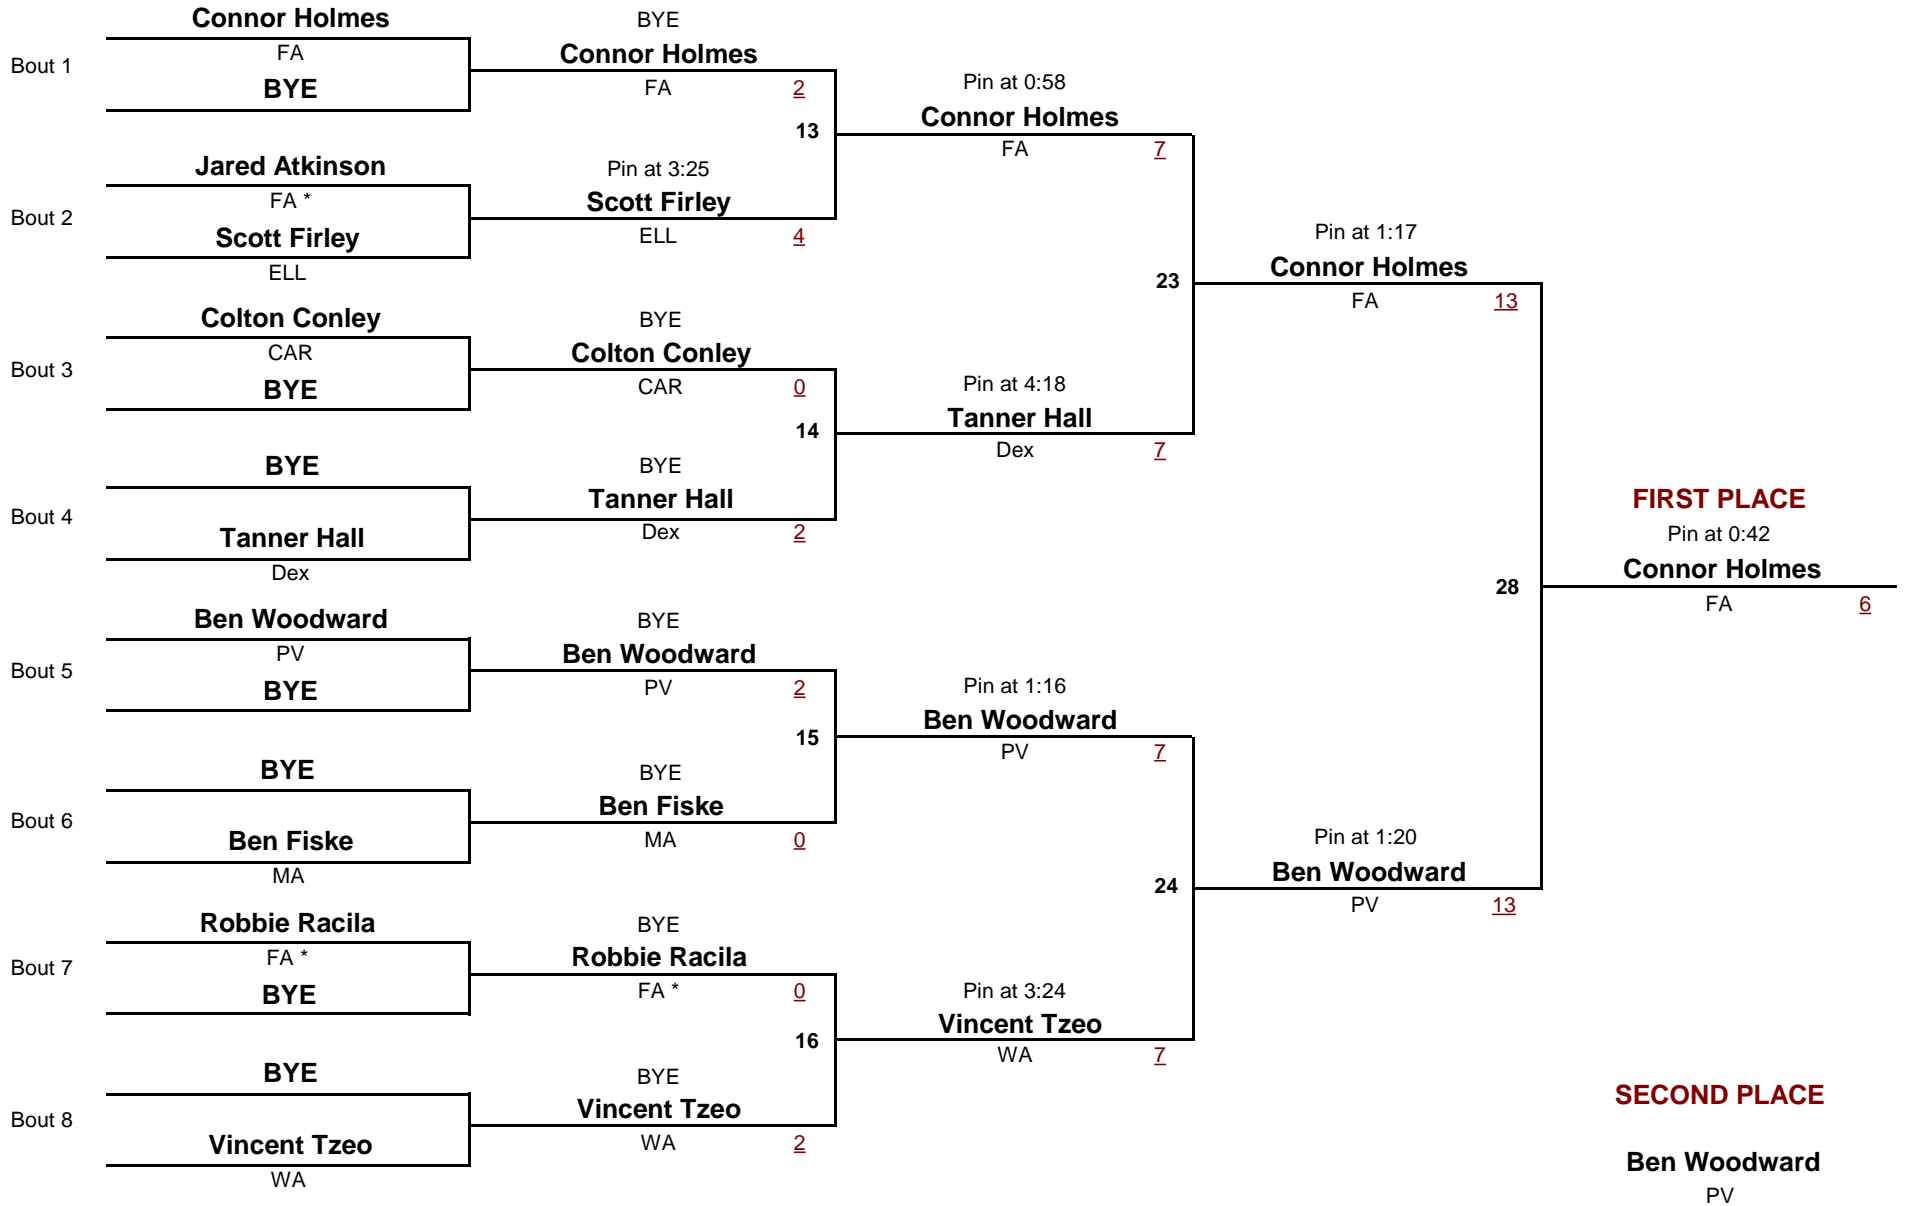 Connor Holmes
Bout 1
FA
BYE
Jared Atkinson
Bout 2
FA *
Scott Firley
ELL
Colton Conley
Bout 3
CAR
BYE
BYE
Bout 4
Tanner Hall
Dex
Ben Woodward
Bout 5
PV
BYE
BYE
Bout 6
Ben Fiske
MA
Robbie Racila
Bout 7
FA *
BYE
BYE
Bout 8
Vincent Tzeo
WA
BYE
Connor Holmes
FA 2
13
Pin at 3:25
Scott Firley
ELL 4
BYE
Colton Conley
CAR 0
14
BYE
Tanner Hall
Dex 2
BYE
Ben Woodward
PV 2
15
BYE
Ben Fiske
MA 0
BYE
Robbie Racila
FA * 0
16
BYE
Vincent Tzeo
WA 2
Pin at 0:58
Connor Holmes
FA 7
23
Pin at 4:18
Tanner Hall
Dex 7
Pin at 1:16
Ben Woodward
PV 7
24
Pin at 3:24
Vincent Tzeo
WA 7
Pin at 1:17
Connor Holmes
FA 13
28
Pin at 1:20
Ben Woodward
PV 13
FIRST PLACE
Pin at 0:42
Connor Holmes
FA 6
SECOND PLACE
Ben Woodward
PV